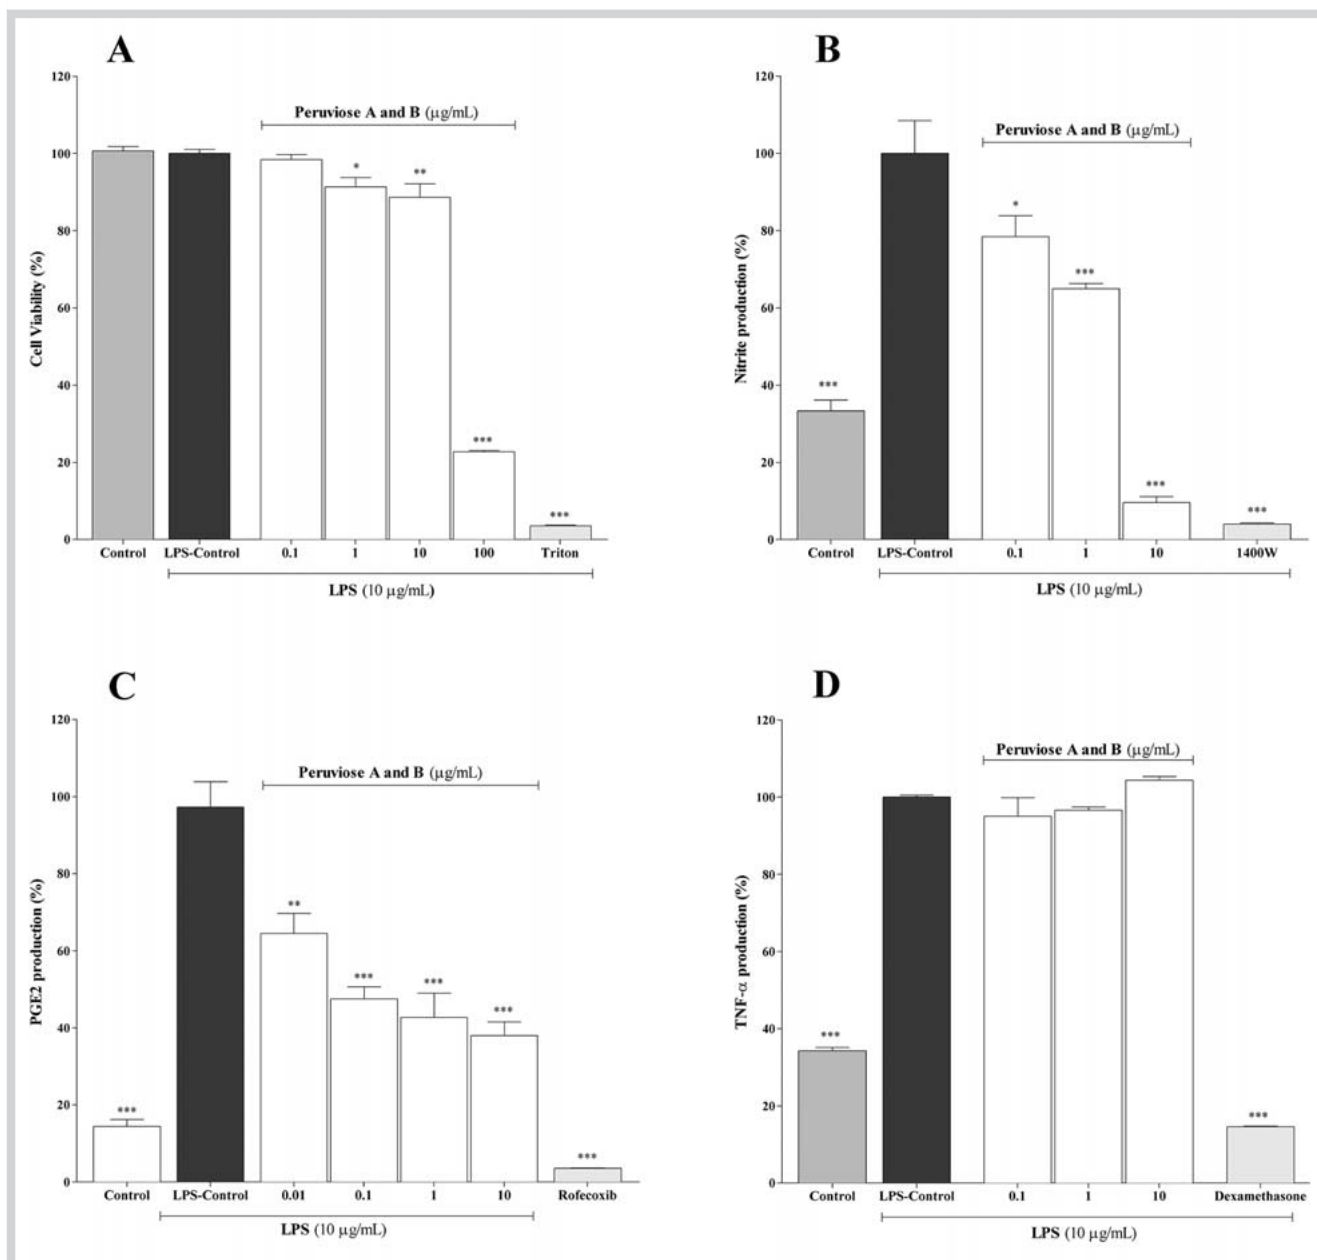 A
Cell Viability (%)
120
100
80
60
40
20
0
Peruviose A and B (μg/mL)
*
**
***
***
Control LPS-Control 0.1 1 10 100 Triton
LPS (10 μg/mL)
B
Nitrite production (%)
120
100
80
60
40
20
0
Peruviose A and B (μg/mL)
***
*
***
***
***
Control LPS-Control 0.1 1 10 1400W
LPS (10 μg/mL)
C
PGE2 production (%)
120
100
80
60
40
20
0
Peruviose A and B (μg/mL)
***
**
***
***
***
***
Control LPS-Control 0.01 0.1 1 10 Rofecoxib
LPS (10 μg/mL)
D
TNF-α production (%)
120
100
80
60
40
20
0
Peruviose A and B (μg/mL)
***
***
Control LPS-Control 0.1 1 10 Dexamethasone
LPS (10 μg/mL)